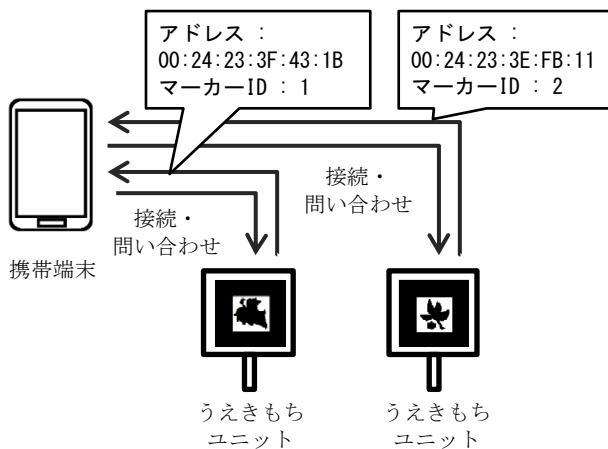 アドレス :
00:24:23:3F:43:1B
マーカーID : 1
アドレス :
00:24:23:3E:FB:11
マーカーID : 2
接続・
問い合わせ
接続・
問い合わせ
携帯端末
うえきもち
ユニット
うえきもち
ユニット